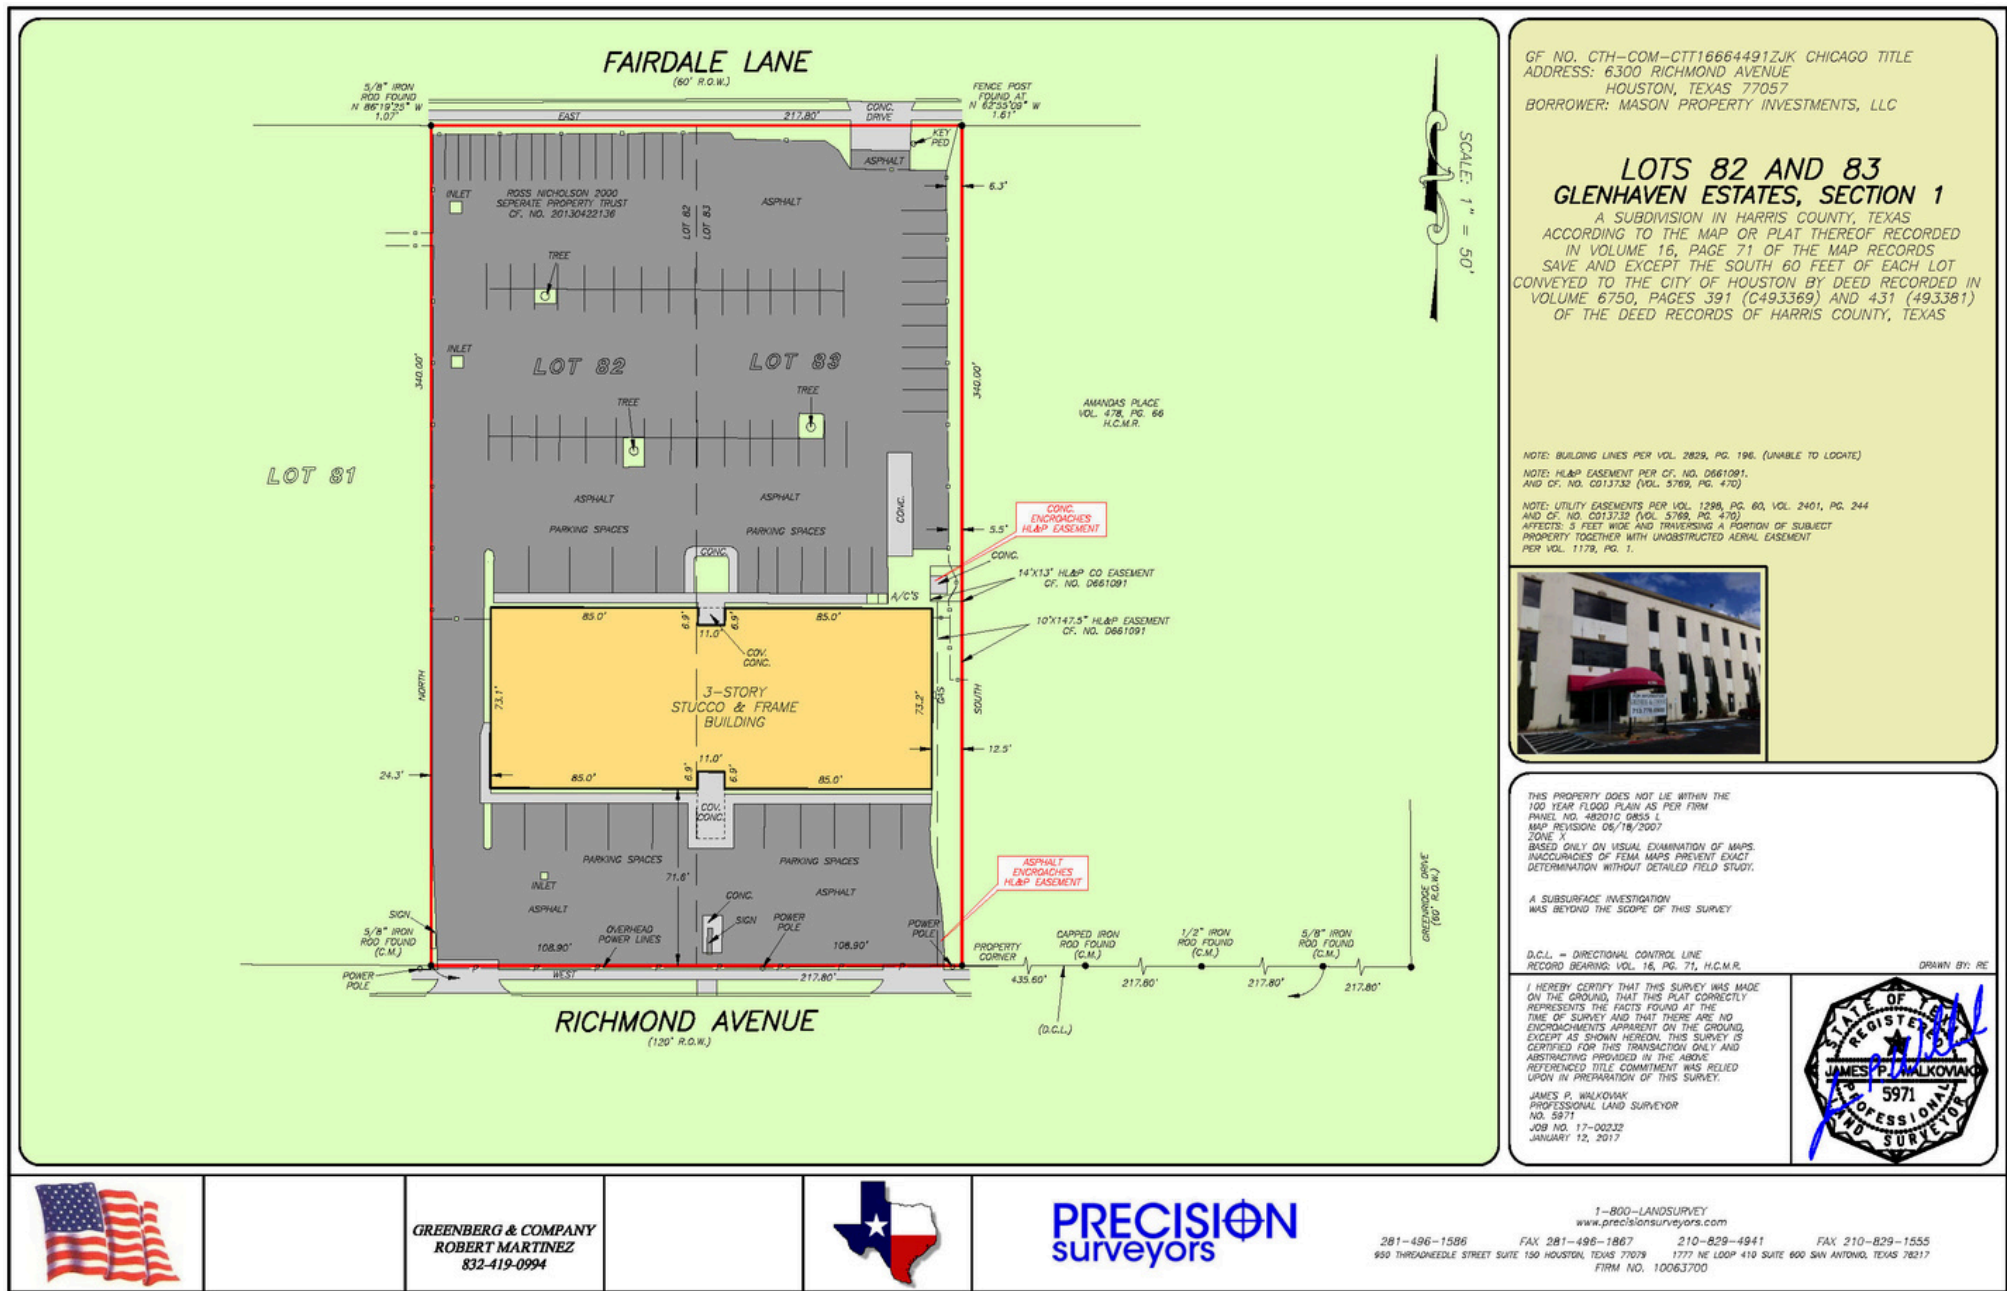 FAIRDALE LANE
(60' R.O.W.)
5/8" IRON
ROD FOUND
N 86°19'25" W
1.07'
FENCE POST
FOUND AT
N 62°55'09" W
1.61'
EAST
217.80'
CONC.
DRIVE
KEY
PED
ASPHALT
6.3'
INLET
ROSS NICHOLSON 2000
SEPERATE PROPERTY TRUST
CF. NO. 20130422136
LOT 82
LOT 83
ASPHALT
TREE
SCALE: 1" = 50'
INLET
LOT 82
LOT 83
340.00'
340.00'
TREE
TREE
AMANDAS PLACE
VOL. 478, PG. 66
H.C.M.R.
LOT 81
ASPHALT
ASPHALT
CONC.
PARKING SPACES
PARKING SPACES
5.5'
CONC.
ENCROACHES
HL&P EASEMENT
CONC.
CONC.
14'X13' HL&P CO EASEMENT
CF. NO. D661091
A/C'S
85.0'
6.9'
11.0'
6.9'
85.0'
10'X147.5' HL&P EASEMENT
CF. NO. D661091
COV.
CONC.
NORTH
73.1'
3-STORY
STUCCO & FRAME
BUILDING
73.2'
GAS
SOUTH
12.5'
24.3'
85.0'
6.9'
11.0'
6.9'
85.0'
COV.
CONC.
PARKING SPACES
PARKING SPACES
71.6'
ASPHALT
ENCROACHES
HL&P EASEMENT
INLET
ASPHALT
ASPHALT
CONC.
SIGN
SIGN
POWER
POLE
POWER
POLE
OVERHEAD
POWER LINES
108.90'
108.90'
5/8" IRON
ROD FOUND
(C.M.)
POWER
POLE
WEST
217.80'
PROPERTY
CORNER
CAPPED IRON
ROD FOUND
(C.M.)
1/2" IRON
ROD FOUND
(C.M.)
5/8" IRON
ROD FOUND
(C.M.)
GREENRIDGE DRIVE
(60' R.O.W.)
435.60'
217.80'
217.80'
217.80'
(D.C.L.)
RICHMOND AVENUE
(120' R.O.W.)
GF NO. CTH-COM-CTT16664491ZJK CHICAGO TITLE
ADDRESS: 6300 RICHMOND AVENUE
HOUSTON, TEXAS 77057
BORROWER: MASON PROPERTY INVESTMENTS, LLC
LOTS 82 AND 83
GLENHAVEN ESTATES, SECTION 1
A SUBDIVISION IN HARRIS COUNTY, TEXAS
ACCORDING TO THE MAP OR PLAT THEREOF RECORDED
IN VOLUME 16, PAGE 71 OF THE MAP RECORDS
SAVE AND EXCEPT THE SOUTH 60 FEET OF EACH LOT
CONVEYED TO THE CITY OF HOUSTON BY DEED RECORDED IN
VOLUME 6750, PAGES 391 (C493369) AND 431 (493381)
OF THE DEED RECORDS OF HARRIS COUNTY, TEXAS
NOTE: BUILDING LINES PER VOL. 2829, PG. 196. (UNABLE TO LOCATE)
NOTE: HL&P EASEMENT PER CF. NO. D661091.
AND CF. NO. C013732 (VOL. 5769, PG. 470)
NOTE: UTILITY EASEMENTS PER VOL. 1298, PG. 60, VOL. 2401, PG. 244
AND CF. NO. C013732 (VOL. 5769, PG. 470)
AFFECTS: 5 FEET WIDE AND TRAVERSING A PORTION OF SUBJECT
PROPERTY TOGETHER WITH UNOBSTRUCTED AERIAL EASEMENT
PER VOL. 1179, PG. 1.
THIS PROPERTY DOES NOT LIE WITHIN THE
100 YEAR FLOOD PLAIN AS PER FIRM
PANEL NO. 48201C 0855 L
MAP REVISION: 06/18/2007
ZONE X
BASED ONLY ON VISUAL EXAMINATION OF MAPS.
INACCURACIES OF FEMA MAPS PREVENT EXACT
DETERMINATION WITHOUT DETAILED FIELD STUDY.
A SUBSURFACE INVESTIGATION
WAS BEYOND THE SCOPE OF THIS SURVEY
D.C.L. = DIRECTIONAL CONTROL LINE
RECORD BEARING: VOL. 16, PG. 71, H.C.M.R.
DRAWN BY: RE
I HEREBY CERTIFY THAT THIS SURVEY WAS MADE
ON THE GROUND, THAT THIS PLAT CORRECTLY
REPRESENTS THE FACTS FOUND AT THE
TIME OF SURVEY AND THAT THERE ARE NO
ENCROACHMENTS APPARENT ON THE GROUND,
EXCEPT AS SHOWN HEREON. THIS SURVEY IS
CERTIFIED FOR THIS TRANSACTION ONLY AND
ABSTRACTING PROVIDED IN THE ABOVE
REFERENCED TITLE COMMITMENT WAS RELIED
UPON IN PREPARATION OF THIS SURVEY.
JAMES P. WALKOVIAK
PROFESSIONAL LAND SURVEYOR
NO. 5971
JOB NO. 17-00232
JANUARY 12, 2017
STATE OF TEXAS
REGISTERED
JAMES P. WALKOVIAK
5971
PROFESSIONAL
LAND SURVEYOR
GREENBERG & COMPANY
ROBERT MARTINEZ
832-419-0994
PRECISION
surveyors
1-800-LANDSURVEY
www.precisionsurveyors.com
281-496-1586 FAX 281-496-1867 210-829-4941 FAX 210-829-1555
950 THREADNEEDLE STREET SUITE 150 HOUSTON, TEXAS 77079 1777 NE LOOP 410 SUITE 600 SAN ANTONIO, TEXAS 78217
FIRM NO. 10063700